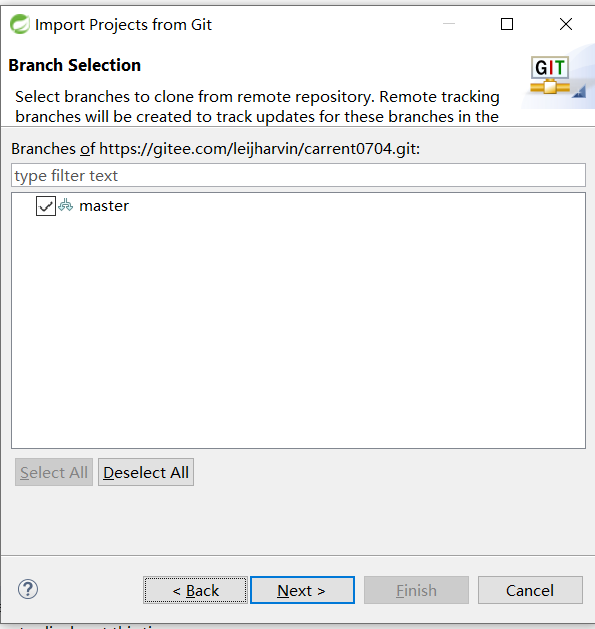 Import Projects from Git
Branch Selection
GIT
Select branches to clone from remote repository. Remote tracking
branches will be created to track updates for these branches in the
Branches of https://gitee.com/leijharvin/carrent0704.git:
type filter text
master
Select All Deselect All
? < Back Next > Finish Cancel